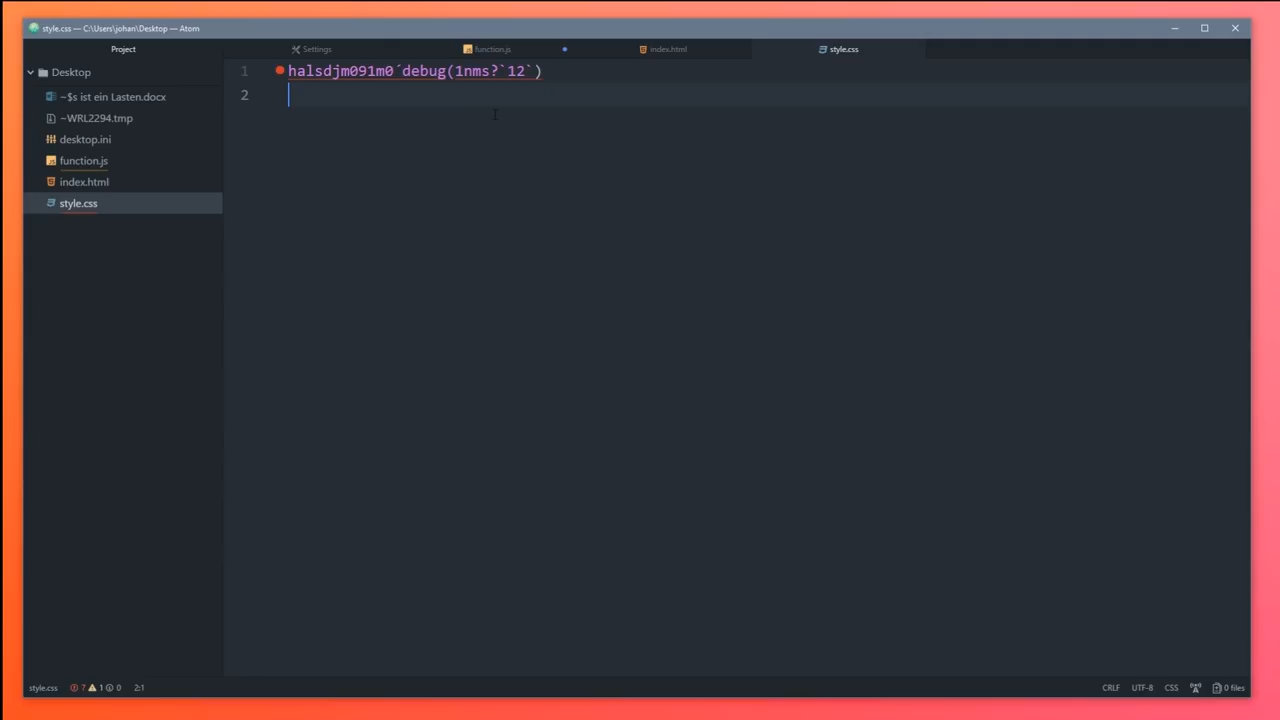 style.css — C:\Users\johan\Desktop — Atom
Project
Settings
function.js
index.html
style.css
Desktop
~$s ist ein Lasten.docx
~WRL2294.tmp
desktop.ini
function.js
index.html
style.css
1 halsdjm091m0´debug(1nms?`12`)
2
style.css 7 1 0 2:1
CRLF UTF-8 CSS 0 files